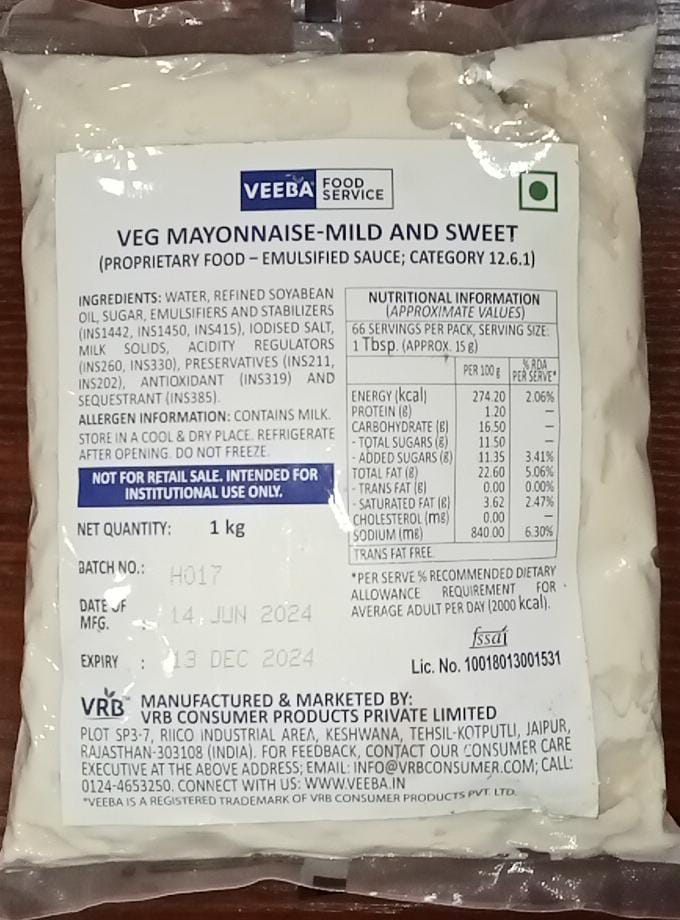 VEEBA FOOD SERVICE
VEG MAYONNAISE-MILD AND SWEET
(PROPRIETARY FOOD – EMULSIFIED SAUCE; CATEGORY 12.6.1)
INGREDIENTS: WATER, REFINED SOYABEAN
OIL, SUGAR, EMULSIFIERS AND STABILIZERS
(INS1442, INS1450, INS415), IODISED SALT,
MILK SOLIDS, ACIDITY REGULATORS
(INS260, INS330), PRESERVATIVES (INS211,
INS202), ANTIOXIDANT (INS319) AND
SEQUESTRANT (INS385).
ALLERGEN INFORMATION: CONTAINS MILK.
STORE IN A COOL & DRY PLACE. REFRIGERATE
AFTER OPENING. DO NOT FREEZE.
NOT FOR RETAIL SALE. INTENDED FOR
INSTITUTIONAL USE ONLY.
NET QUANTITY: 1 kg
BATCH NO.: H017
DATE OF
MFG. : 14 JUN 2024
EXPIRY : 13 DEC 2024
NUTRITIONAL INFORMATION
(APPROXIMATE VALUES)
66 SERVINGS PER PACK, SERVING SIZE:
1 Tbsp. (APPROX. 15 g)
PER 100 g % RDA PER SERVE*
ENERGY (kcal) 274.20 2.06%
PROTEIN (g) 1.20 –
CARBOHYDRATE (g) 16.50 –
- TOTAL SUGARS (g) 11.50 –
- ADDED SUGARS (g) 11.35 3.41%
TOTAL FAT (g) 22.60 5.06%
- TRANS FAT (g) 0.00 0.00%
- SATURATED FAT (g) 3.62 2.47%
CHOLESTEROL (mg) 0.00 –
SODIUM (mg) 840.00 6.30%
TRANS FAT FREE
*PER SERVE % RECOMMENDED DIETARY
ALLOWANCE REQUIREMENT FOR
AVERAGE ADULT PER DAY (2000 kcal).
fssai
Lic. No. 10018013001531
VRB™ MANUFACTURED & MARKETED BY:
VRB CONSUMER PRODUCTS PRIVATE LIMITED
PLOT SP3-7, RIICO INDUSTRIAL AREA, KESHWANA, TEHSIL-KOTPUTLI, JAIPUR,
RAJASTHAN-303108 (INDIA). FOR FEEDBACK, CONTACT OUR CONSUMER CARE
EXECUTIVE AT THE ABOVE ADDRESS; EMAIL: INFO@VRBCONSUMER.COM; CALL:
0124-4653250. CONNECT WITH US: WWW.VEEBA.IN
*VEEBA IS A REGISTERED TRADEMARK OF VRB CONSUMER PRODUCTS PVT. LTD.